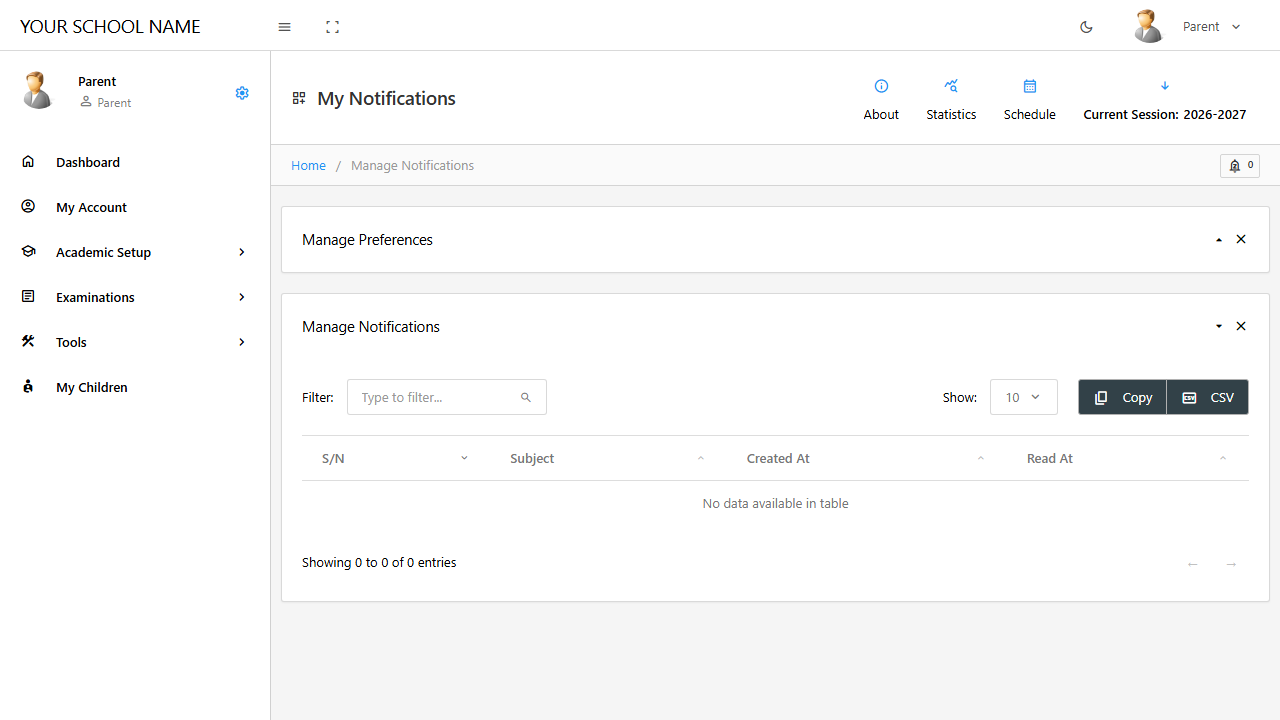 YOUR SCHOOL NAME
Parent
Parent
Parent
Dashboard
My Account
Academic Setup
Examinations
Tools
My Children
My Notifications
About
Statistics
Schedule
Current Session: 2026-2027
Home / Manage Notifications
0
Manage Preferences
Manage Notifications
Filter: Type to filter...
Show: 10
Copy
CSV
S/N Subject Created At Read At
No data available in table
Showing 0 to 0 of 0 entries
← →